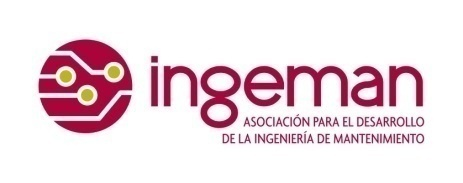 ingeman
ASOCIACIÓN PARA EL DESARROLLO
DE LA INGENIERÍA DE MANTENIMIENTO